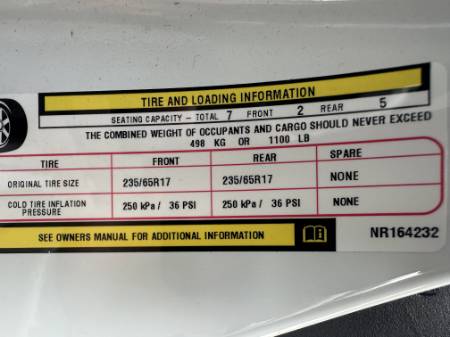 TIRE AND LOADING INFORMATION
SEATING CAPACITY - TOTAL 7 FRONT 2 REAR 5
THE COMBINED WEIGHT OF OCCUPANTS AND CARGO SHOULD NEVER EXCEED
498 KG OR 1100 LB
TIRE FRONT REAR SPARE
ORIGINAL TIRE SIZE 235/65R17 235/65R17 NONE
COLD TIRE INFLATION PRESSURE 250 kPa / 36 PSI 250 kPa / 36 PSI NONE
SEE OWNERS MANUAL FOR ADDITIONAL INFORMATION NR164232